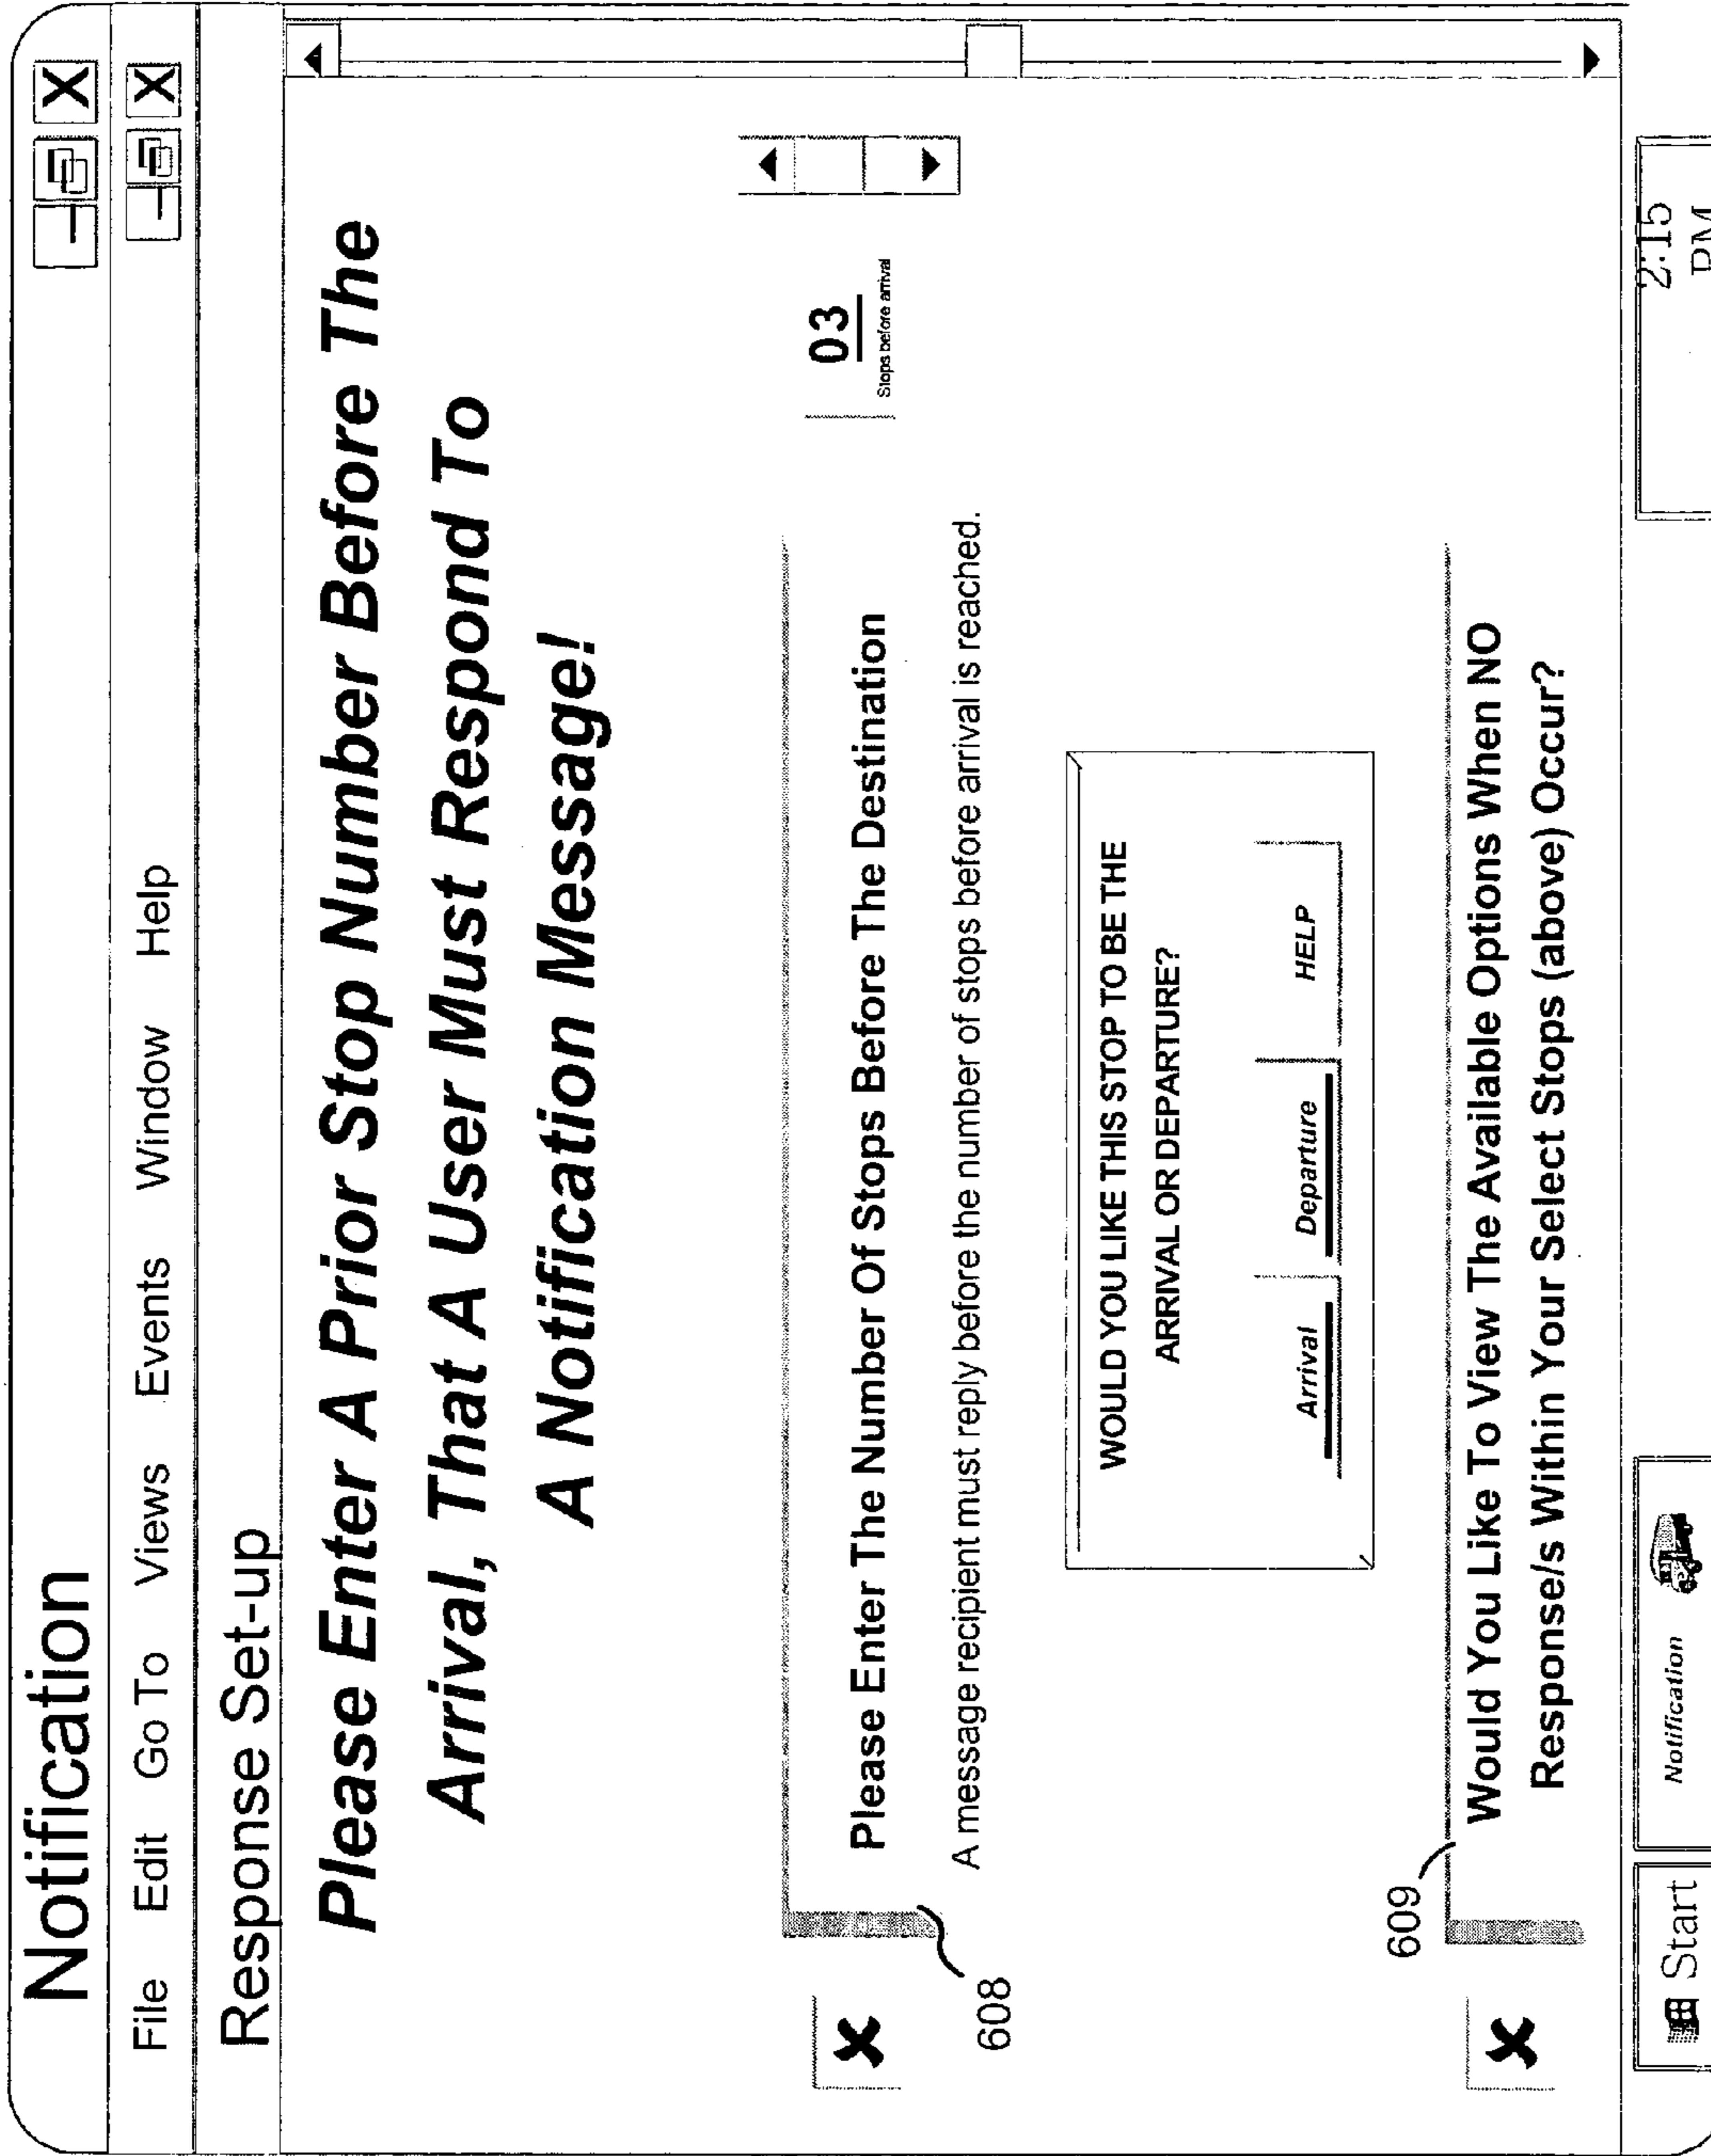 Notification
File Edit Go To Views Events Window Help
Response Set-up
Please Enter A Prior Stop Number Before The
Arrival, That A User Must Respond To
A Notification Message!
Please Enter The Number Of Stops Before The Destination
03
Stops before arrival
A message recipient must reply before the number of stops before arrival is reached.
608
WOULD YOU LIKE THIS STOP TO BE THE
ARRIVAL OR DEPARTURE?
Arrival Departure HELP
609
Would You Like To View The Available Options When NO
Response/s Within Your Select Stops (above) Occur?
Start Notification 2:15
PM